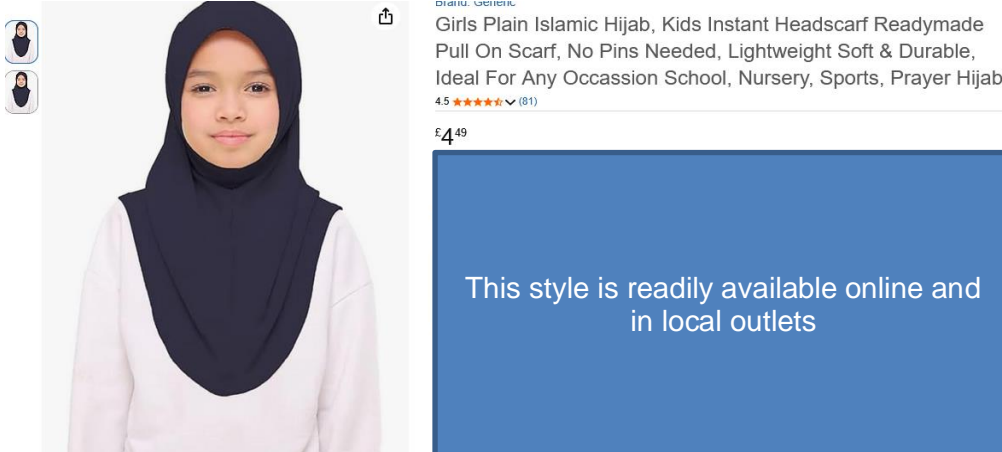 Brand: Generic
Girls Plain Islamic Hijab, Kids Instant Headscarf Readymade
Pull On Scarf, No Pins Needed, Lightweight Soft & Durable,
Ideal For Any Occassion School, Nursery, Sports, Prayer Hijab
4.5 (81)
£4 49
This style is readily available online and
in local outlets